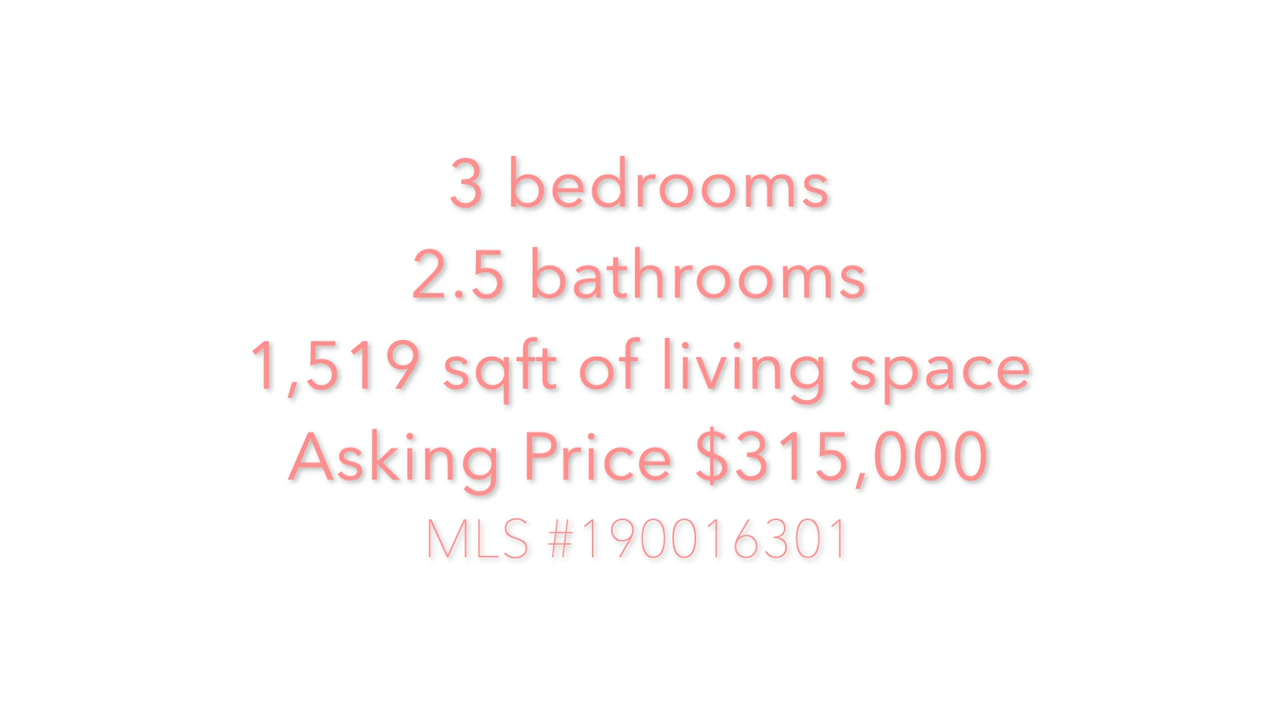 3 bedrooms
2.5 bathrooms
1,519 sqft of living space
Asking Price $315,000
MLS #190016301